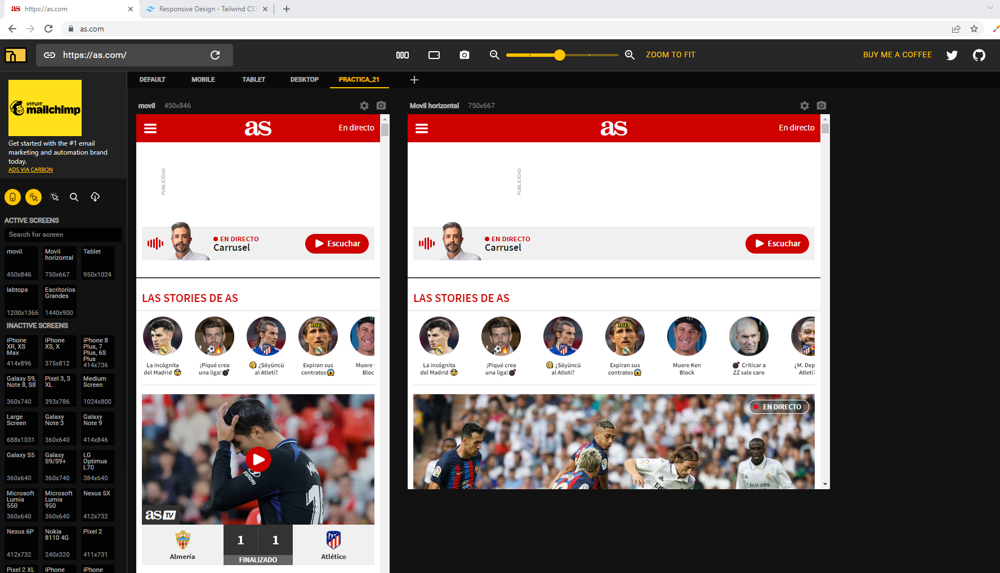 as https://as.com
Responsive Design - Tailwind CSS
as.com
https://as.com/
ZOOM TO FIT
BUY ME A COFFEE
INTUIT
mailchimp
Get started with the #1 email
marketing and automation brand
today.
ADS VIA CARBON
DEFAULT
MOBILE
TABLET
DESKTOP
PRACTICA_21
ACTIVE SCREENS
Search for screen
movil
450x846
Movil
horizontal
750x667
Tablet
950x1024
labtops
1200x1366
Escritorios
Grandes
1440x900
INACTIVE SCREENS
iPhone
XR, XS
Max
414x896
iPhone
XS, X
375x812
iPhone 8
Plus, 7
Plus, 6S
Plus
414x736
Galaxy S9,
Note 8, S8
360x740
Pixel 3, 3
XL
393x786
Medium
Screen
1024x800
Large
Screen
688x1031
Galaxy
Note 3
360x640
Galaxy
Note 9
414x846
Galaxy S5
360x640
Galaxy
S9/S9+
360x740
LG
Optimus
L70
384x640
Microsoft
Lumia
550
360x640
Microsoft
Lumia
950
360x640
Nexus 5X
412x732
Nexus 6P
412x732
Nokia
8110 4G
240x320
Pixel 2
411x731
Pixel 2 XL
iPhone
iPhone
movil 450x846
as
En directo
PUBLICIDAD
EN DIRECTO
Carrusel
Escuchar
LAS STORIES DE AS
2023
La incógnita
del Madrid 🤯
¡Piqué crea
una liga!💣
🤕 ¿Söyüncü
al Atleti?
Expiran sus
contratos😱
Muere
Bloc
as TV
1 1
Almería
FINALIZADO
Atlético
Movil horizontal 750x667
as
En directo
PUBLICIDAD
EN DIRECTO
Carrusel
Escuchar
LAS STORIES DE AS
2023
La incógnita
del Madrid 🤯
¡Piqué crea
una liga!💣
🤕 ¿Söyüncü
al Atleti?
Expiran sus
contratos😱
Muere Ken
Block
💣 Criticar a
ZZ sale caro
¿M. Dep
Atleti?
EN DIRECTO
Emirates